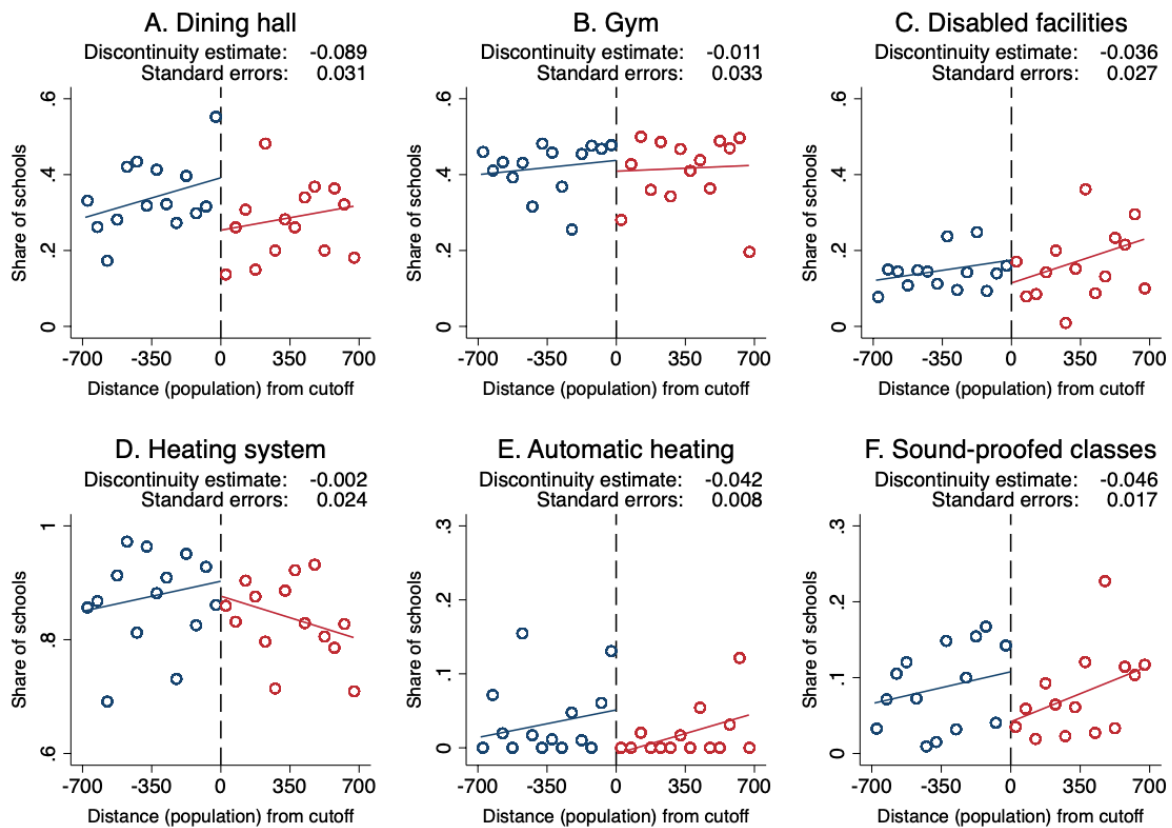 A. Dining hall
Discontinuity estimate: -0.089
Standard errors: 0.031
Share of schools
.6
.4
.2
0
-700 -350 0 350 700
Distance (population) from cutoff
B. Gym
Discontinuity estimate: -0.011
Standard errors: 0.033
Share of schools
.6
.4
.2
0
-700 -350 0 350 700
Distance (population) from cutoff
C. Disabled facilities
Discontinuity estimate: -0.036
Standard errors: 0.027
Share of schools
.6
.4
.2
0
-700 -350 0 350 700
Distance (population) from cutoff
D. Heating system
Discontinuity estimate: -0.002
Standard errors: 0.024
Share of schools
1
.8
.6
-700 -350 0 350 700
Distance (population) from cutoff
E. Automatic heating
Discontinuity estimate: -0.042
Standard errors: 0.008
Share of schools
.3
.2
.1
0
-700 -350 0 350 700
Distance (population) from cutoff
F. Sound-proofed classes
Discontinuity estimate: -0.046
Standard errors: 0.017
Share of schools
.3
.2
.1
0
-700 -350 0 350 700
Distance (population) from cutoff